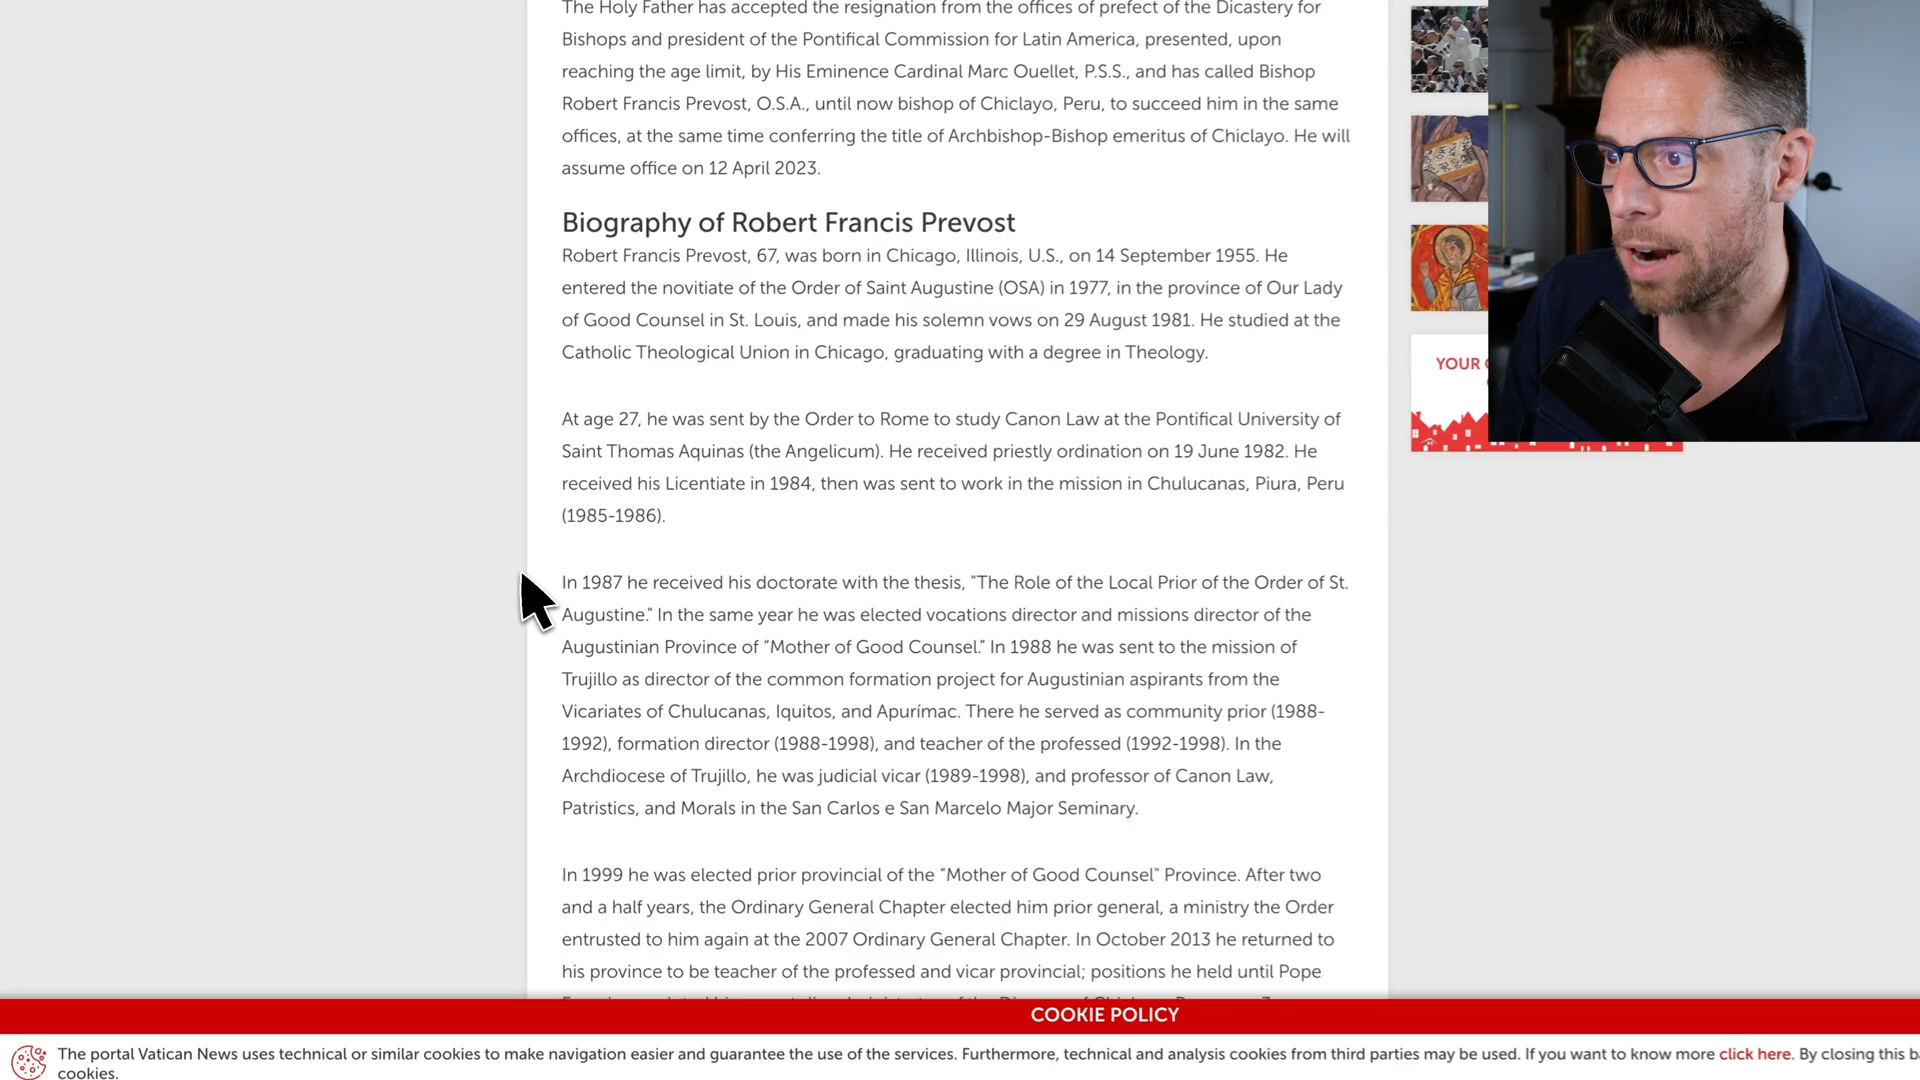 The Holy Father has accepted the resignation from the offices of prefect of the Dicastery for
Bishops and president of the Pontifical Commission for Latin America, presented, upon
reaching the age limit, by His Eminence Cardinal Marc Ouellet, P.S.S., and has called Bishop
Robert Francis Prevost, O.S.A., until now bishop of Chiclayo, Peru, to succeed him in the same
offices, at the same time conferring the title of Archbishop-Bishop emeritus of Chiclayo. He will
assume office on 12 April 2023.
Biography of Robert Francis Prevost
Robert Francis Prevost, 67, was born in Chicago, Illinois, U.S., on 14 September 1955. He
entered the novitiate of the Order of Saint Augustine (OSA) in 1977, in the province of Our Lady
of Good Counsel in St. Louis, and made his solemn vows on 29 August 1981. He studied at the
Catholic Theological Union in Chicago, graduating with a degree in Theology.
At age 27, he was sent by the Order to Rome to study Canon Law at the Pontifical University of
Saint Thomas Aquinas (the Angelicum). He received priestly ordination on 19 June 1982. He
received his Licentiate in 1984, then was sent to work in the mission in Chulucanas, Piura, Peru
(1985-1986).
In 1987 he received his doctorate with the thesis, "The Role of the Local Prior of the Order of St.
Augustine." In the same year he was elected vocations director and missions director of the
Augustinian Province of “Mother of Good Counsel.” In 1988 he was sent to the mission of
Trujillo as director of the common formation project for Augustinian aspirants from the
Vicariates of Chulucanas, Iquitos, and Apurímac. There he served as community prior (1988-
1992), formation director (1988-1998), and teacher of the professed (1992-1998). In the
Archdiocese of Trujillo, he was judicial vicar (1989-1998), and professor of Canon Law,
Patristics, and Morals in the San Carlos e San Marcelo Major Seminary.
In 1999 he was elected prior provincial of the “Mother of Good Counsel" Province. After two
and a half years, the Ordinary General Chapter elected him prior general, a ministry the Order
entrusted to him again at the 2007 Ordinary General Chapter. In October 2013 he returned to
his province to be teacher of the professed and vicar provincial; positions he held until Pope
YOUR
COOKIE POLICY
The portal Vatican News uses technical or similar cookies to make navigation easier and guarantee the use of the services. Furthermore, technical and analysis cookies from third parties may be used. If you want to know more click here. By closing this
cookies.